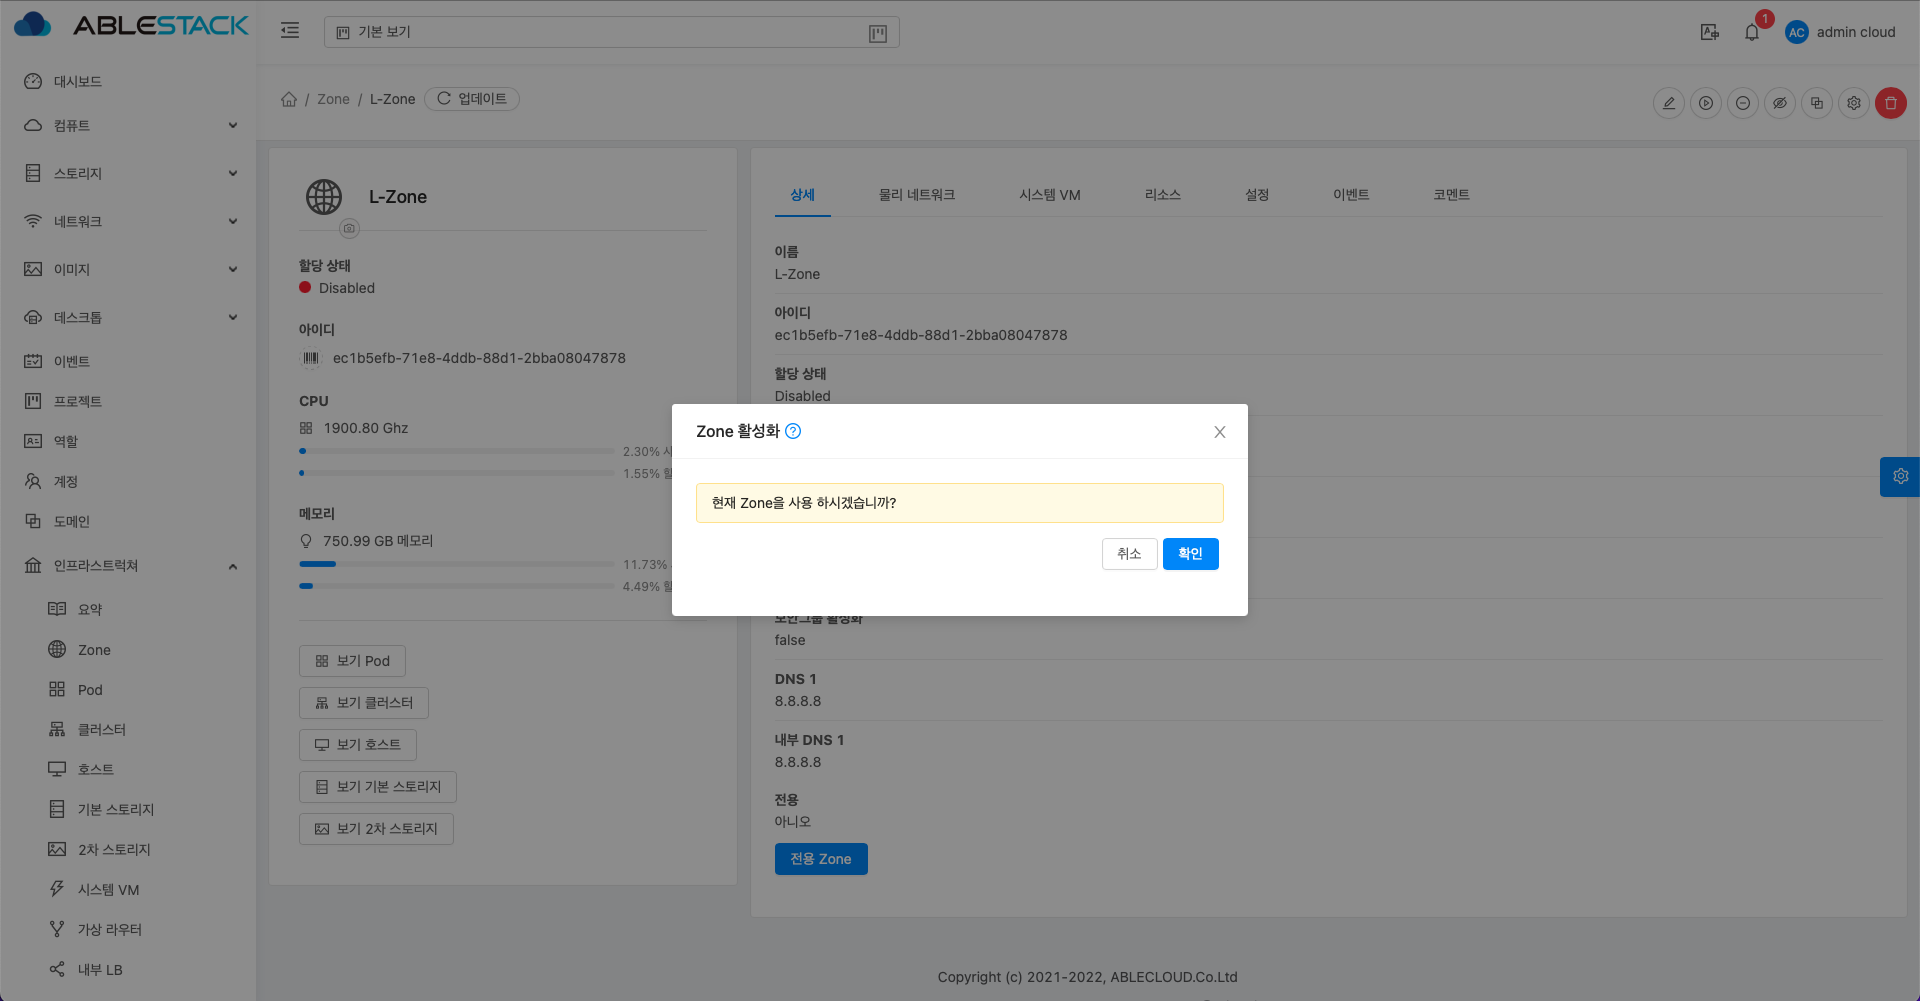 ABLESTACK
기본 보기
1
AC
admin cloud
대시보드
컴퓨트
스토리지
네트워크
이미지
데스크톱
이벤트
프로젝트
역할
계정
도메인
인프라스트럭쳐
요약
Zone
Pod
클러스터
호스트
기본 스토리지
2차 스토리지
시스템 VM
가상 라우터
내부 LB
/ Zone / L-Zone
업데이트
L-Zone
할당 상태
Disabled
아이디
ec1b5efb-71e8-4ddb-88d1-2bba08047878
CPU
1900.80 Ghz
2.30%
1.55%
메모리
750.99 GB 메모리
11.73%
4.49%
보기 Pod
보기 클러스터
보기 호스트
보기 기본 스토리지
보기 2차 스토리지
상세
물리 네트워크
시스템 VM
리소스
설정
이벤트
코멘트
이름
L-Zone
아이디
ec1b5efb-71e8-4ddb-88d1-2bba08047878
할당 상태
Disabled
Zone 활성화
현재 Zone을 사용 하시겠습니까?
취소
확인
보안그룹 활성화
false
DNS 1
8.8.8.8
내부 DNS 1
8.8.8.8
전용
아니오
전용 Zone
Copyright (c) 2021-2022, ABLECLOUD.Co.Ltd